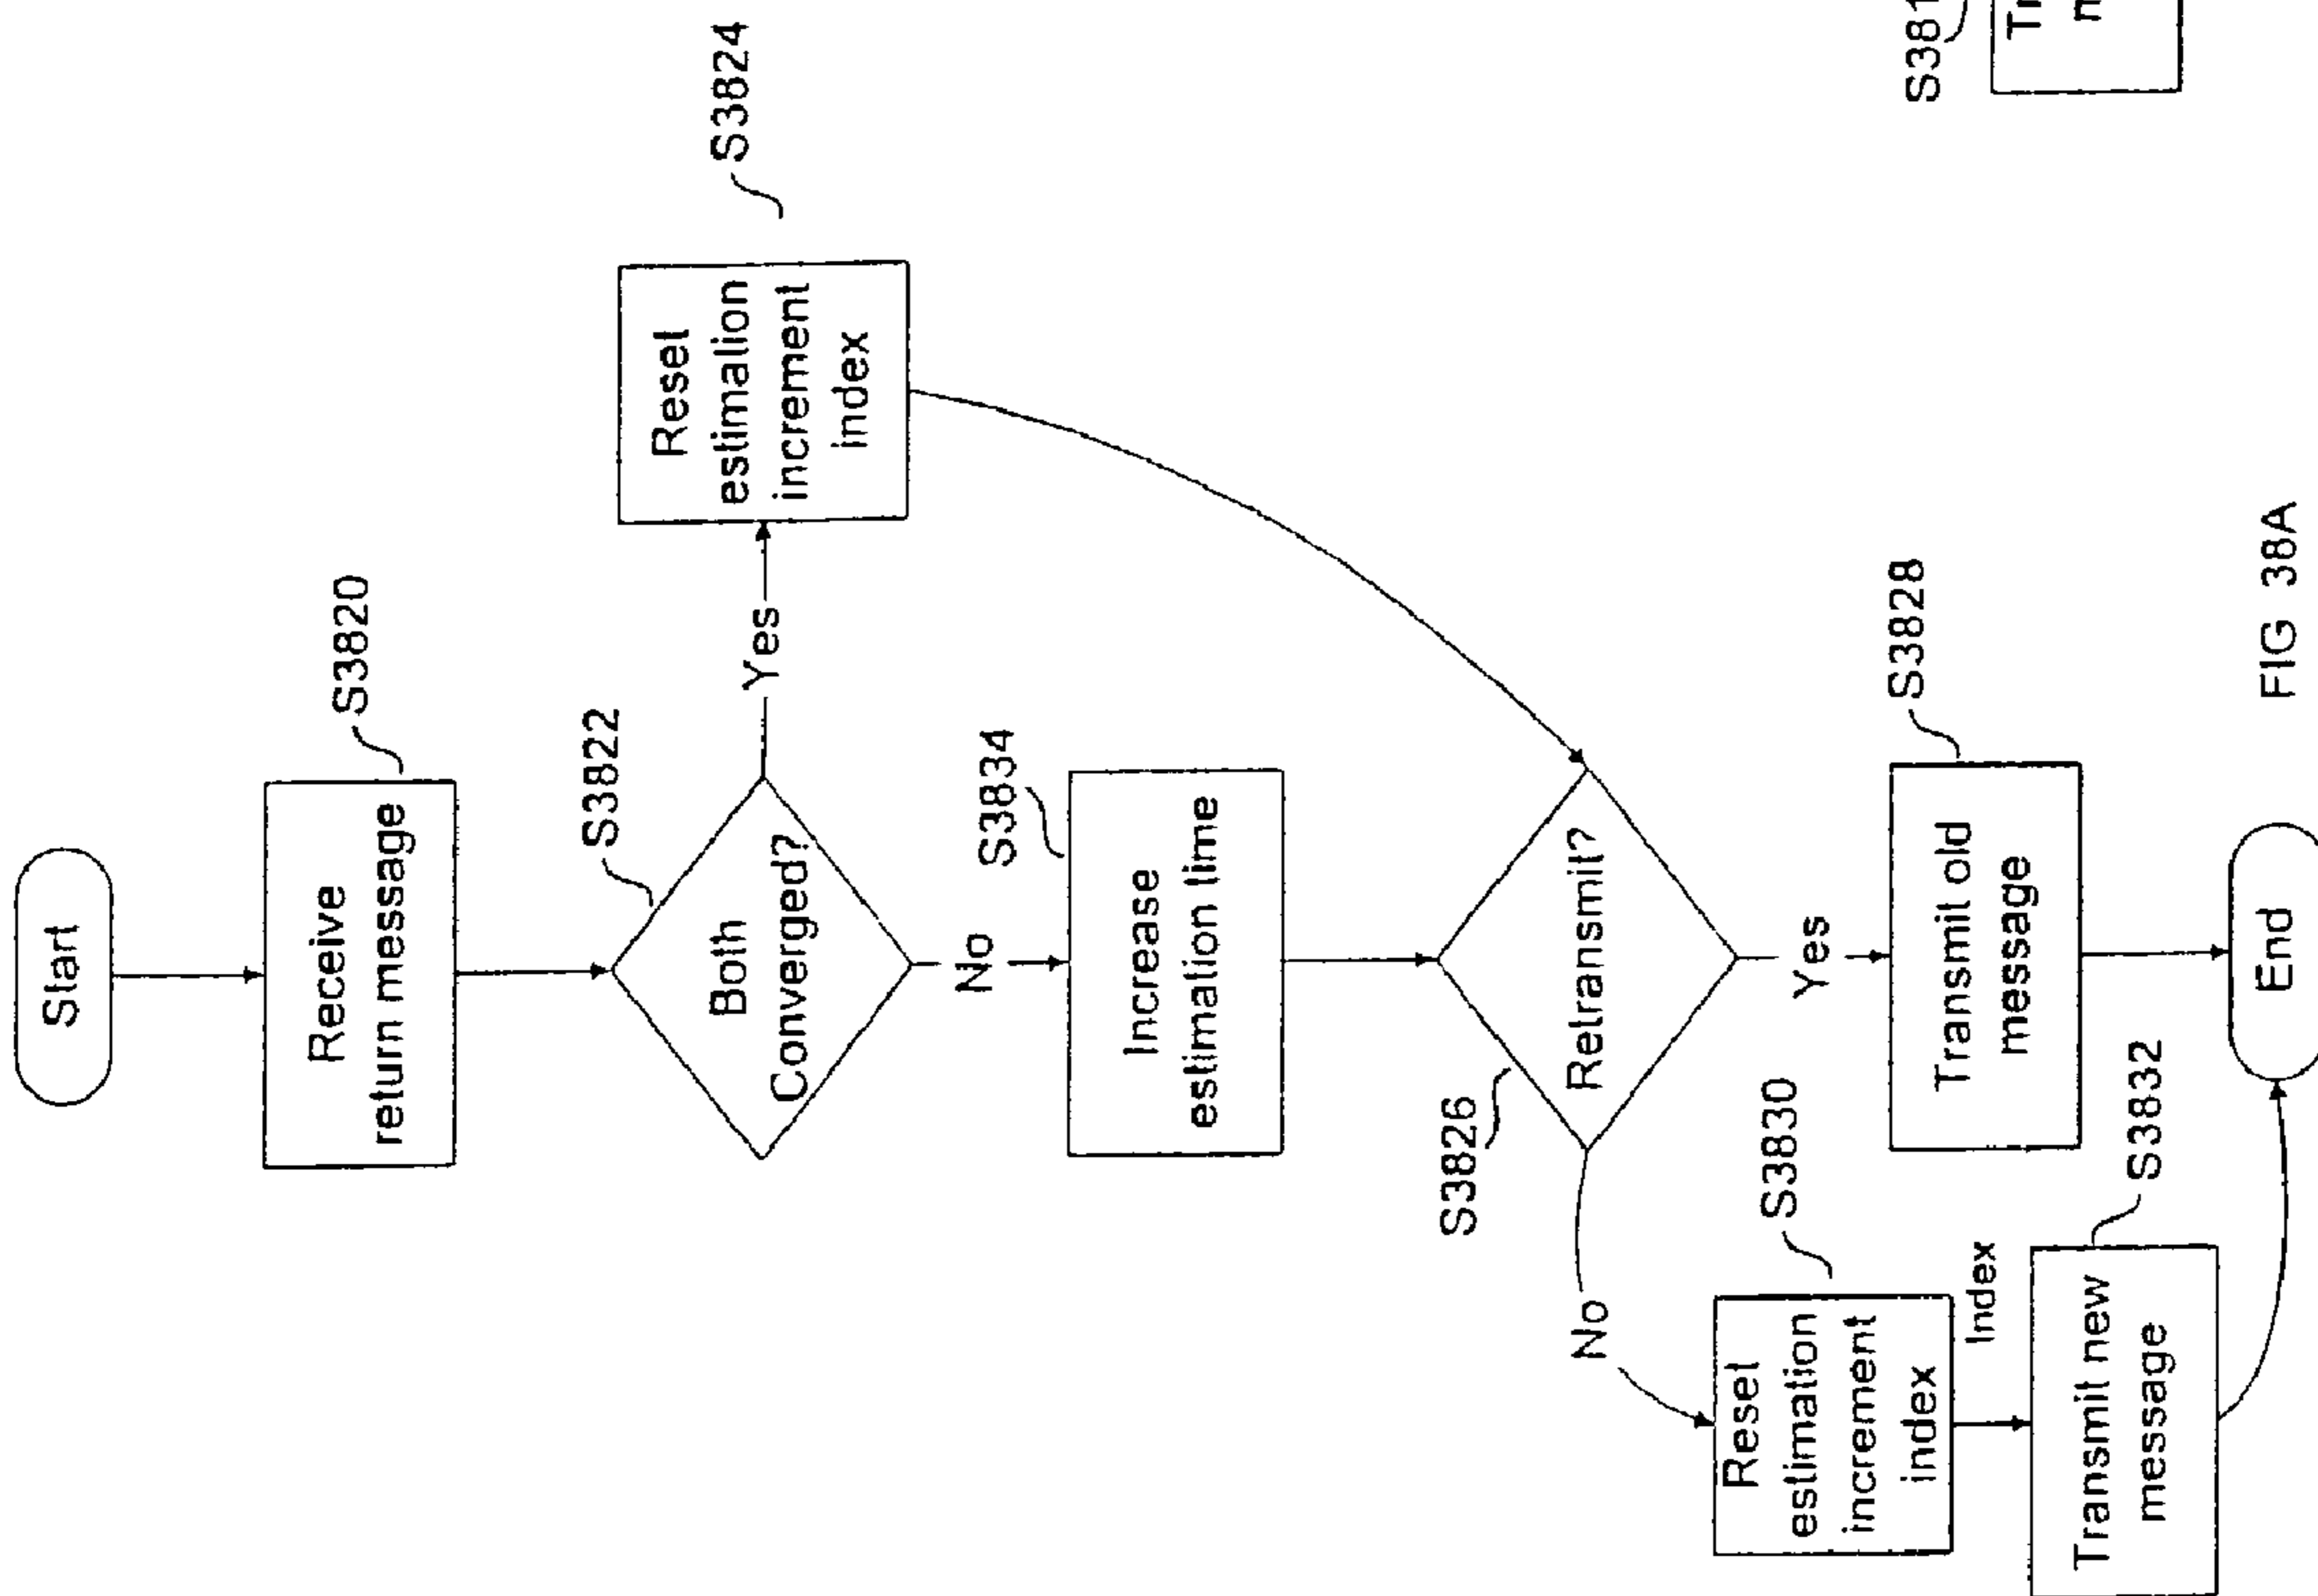 Start
Receive
return message
S3820
Both
Converged?
S3822
Yes
Reset
estimation
increment
index
S3824
No
Increase
estimation time
S3834
Retransmit?
S3826
Yes
Transmit old
message
S3828
No
Reset
estimation
increment
index
S3830
Index
Transmit new
message
S3832
End
FIG 38A